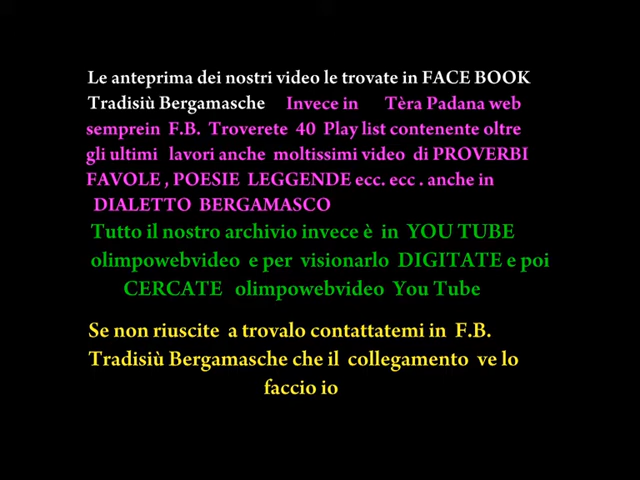 Le anteprima dei nostri video le trovate in FACE BOOK
Tradisiù Bergamasche Invece in Tèra Padana web
semprein F.B. Troverete 40 Play list contenente oltre
gli ultimi lavori anche moltissimi video di PROVERBI
FAVOLE , POESIE LEGGENDE ecc. ecc . anche in
DIALETTO BERGAMASCO
Tutto il nostro archivio invece è in YOU TUBE
olimpowebvideo e per visionarlo DIGITATE e poi
CERCATE olimpowebvideo You Tube
Se non riuscite a trovalo contattatemi in F.B.
Tradisiù Bergamasche che il collegamento ve lo
faccio io